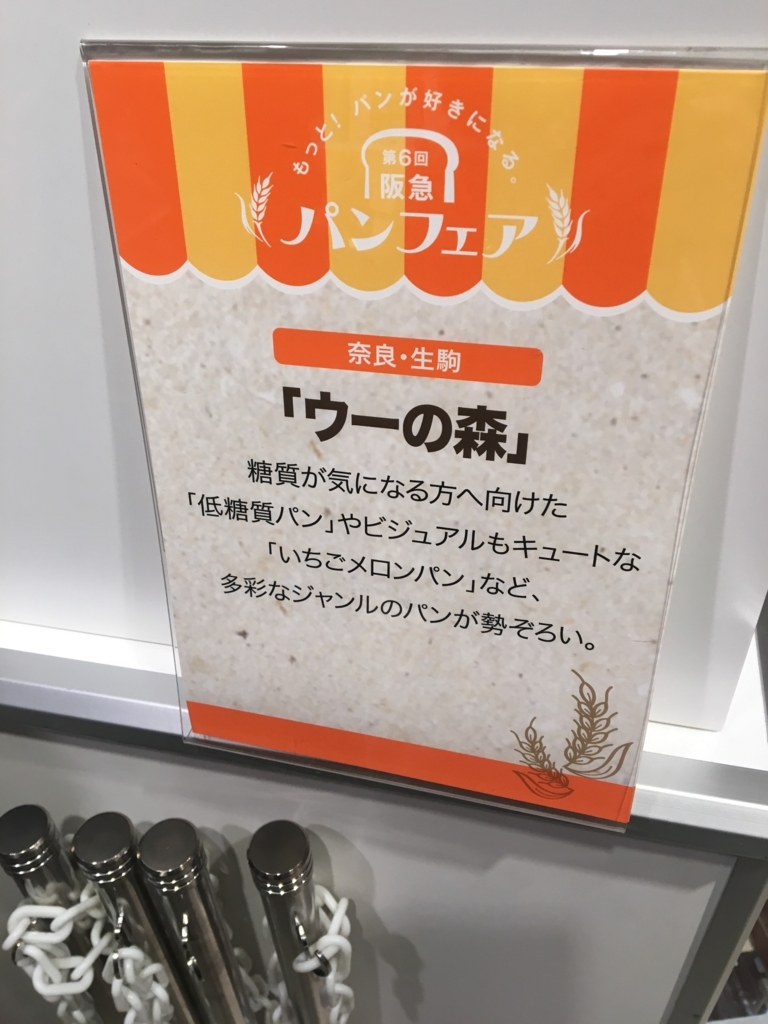 もっと!パンが好きになる。
第6回
阪急
パンフェア
奈良・生駒
「ウーの森」
糖質が気になる方へ向けた
「低糖質パン」やビジュアルもキュートな
「いちごメロンパン」など、
多彩なジャンルのパンが勢ぞろい。